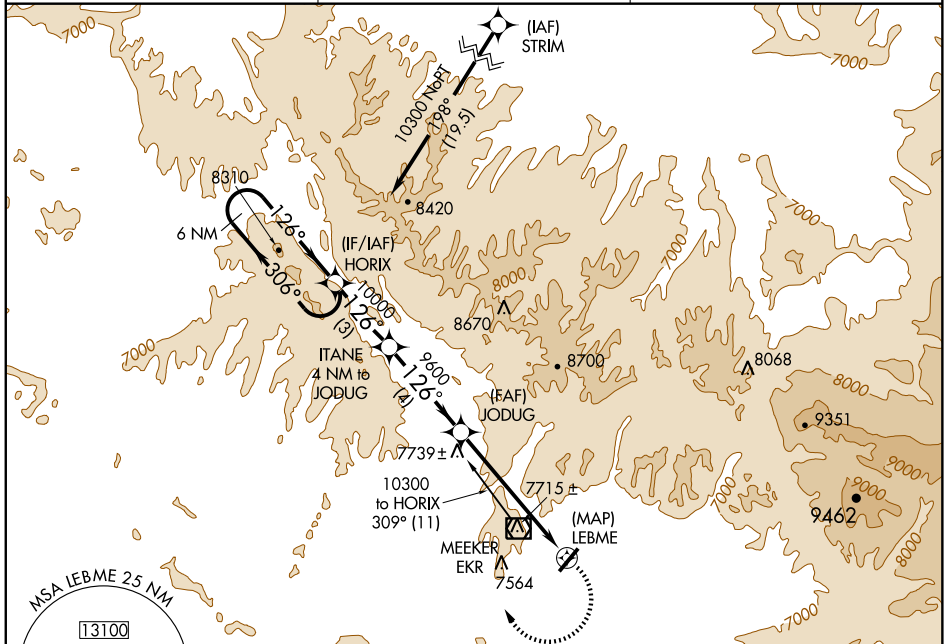 7000
(IAF)
STRIM
7000
10300 NoPT
198°
(19.5)
8310
8420
7000
6 NM
126°
(IF/IAF)
HORIX
7000
306°
10000
126°
(3)
8000
8670
7000
ITANE
4 NM to
JODUG
9600
126°
(4)
8700
8068
8000
(FAF)
JODUG
9351
7739±
9000
10300
to HORIX
309° (11)
7715±
7000
9000
9462
(MAP)
LEBME
MEEKER
EKR
8000
7564
MSA LEBME 25 NM
7000
13100